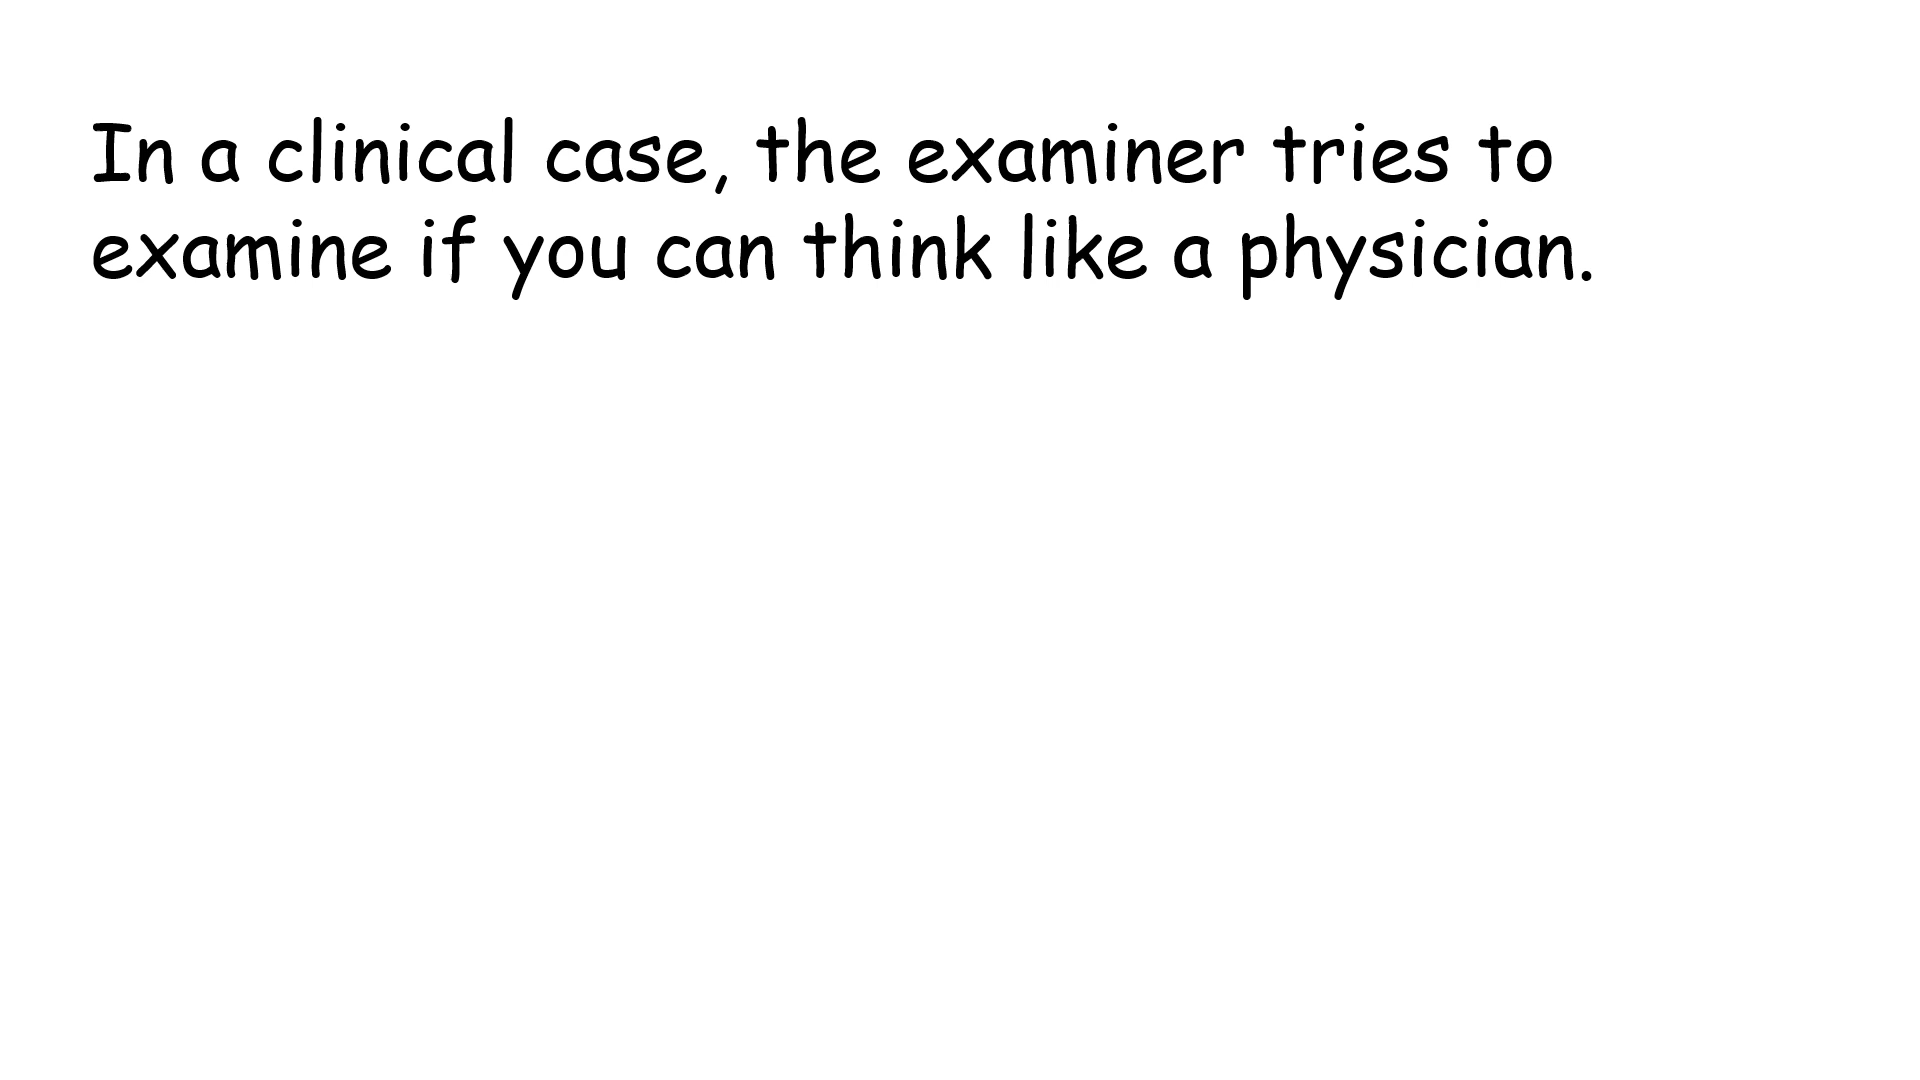 In a clinical case, the examiner tries to
examine if you can think like a physician.